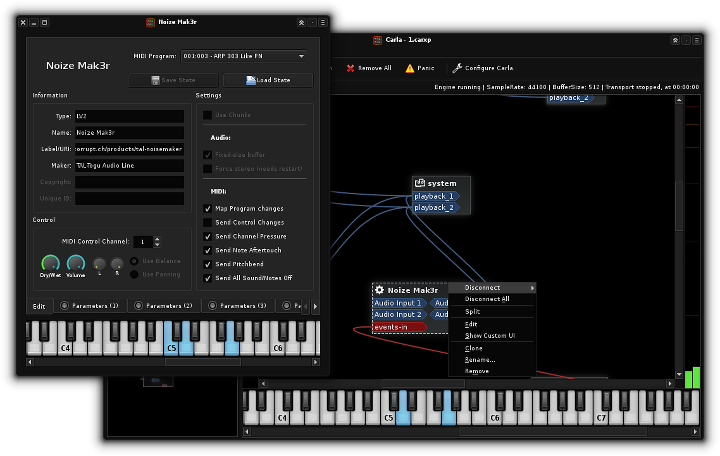 Noize Mak3r
Noize Mak3r
MIDI Program:
001:003 - ARP 303 Like FN
Save State
Load State
Information
Type:
LV2
Name:
Noize Mak3r
Label/URI:
:orrupt.ch/products/tal-noisemaker
Maker:
TAL-Togu Audio Line
Copyright:
Unique ID:
Settings
Use Chunks
Audio:
Fixed-size buffer
Force stereo (needs restart)
MIDI:
Map Program changes
Send Control Changes
Send Channel Pressure
Send Note Aftertouch
Send Pitchbend
Send All Sound/Notes Off
Control
MIDI Control Channel:
1
Dry/Wet
Volume
L
R
Use Balance
Use Panning
Edit
Parameters (1)
Parameters (2)
Parameters (3)
Pa
C4
C5
C6
Carla - 1.carxp
Remove All
Panic
Configure Carla
Engine running | SampleRate: 44100 | BufferSize: 512 | Transport stopped, at 00:00:00
playback_2
system
playback_1
playback_2
Noize Mak3r
Audio Input 1
Aud
Audio Input 2
Aud
events-in
Disconnect
Disconnect All
Split
Edit
Show Custom UI
Clone
Rename...
Remove
C4
C5
C6
C7